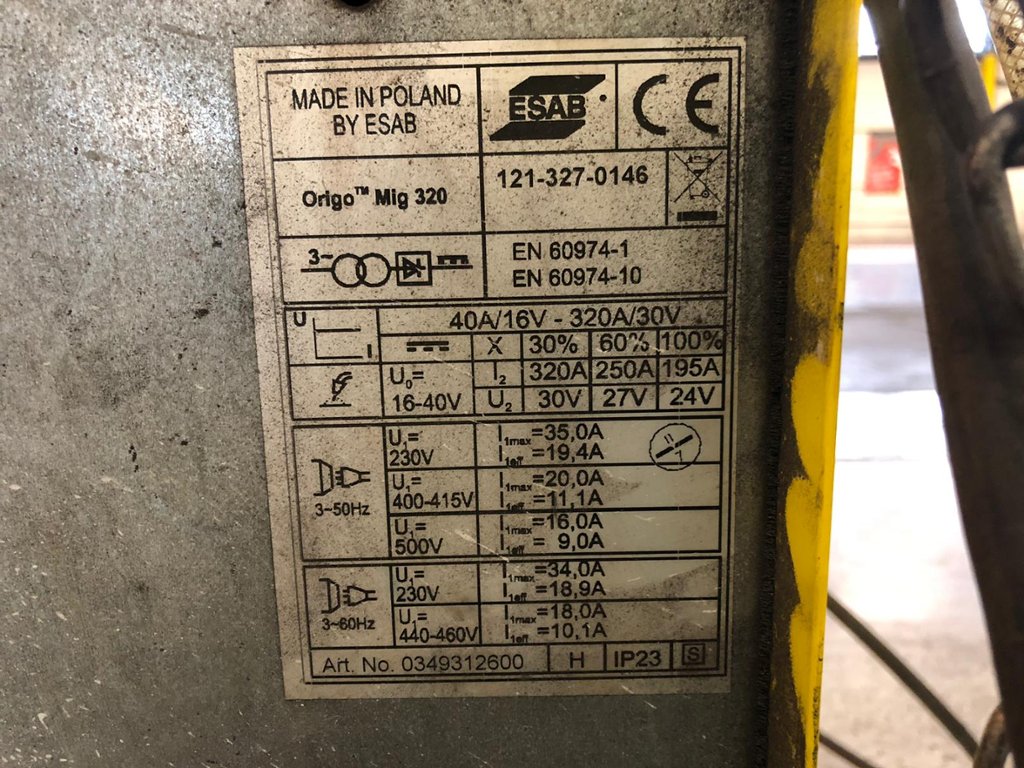 MADE IN POLAND
BY ESAB
ESAB
CE
Origo™ Mig 320
121-327-0146
3~
EN 60974-1
EN 60974-10
U
I
40A/16V - 320A/30V
X 30% 60% 100%
U₀=
16-40V
I₂ 320A 250A 195A
U₂ 30V 27V 24V
3~50Hz
U₁=
230V
I₁max=35,0A
I₁eff=19,4A
U₁=
400-415V
I₁max=20,0A
I₁eff=11,1A
U₁=
500V
I₁max=16,0A
I₁eff= 9,0A
3~60Hz
U₁=
230V
I₁max=34,0A
I₁eff=18,9A
U₁=
440-460V
I₁max=18,0A
I₁eff=10,1A
Art. No. 0349312600 H IP23 S